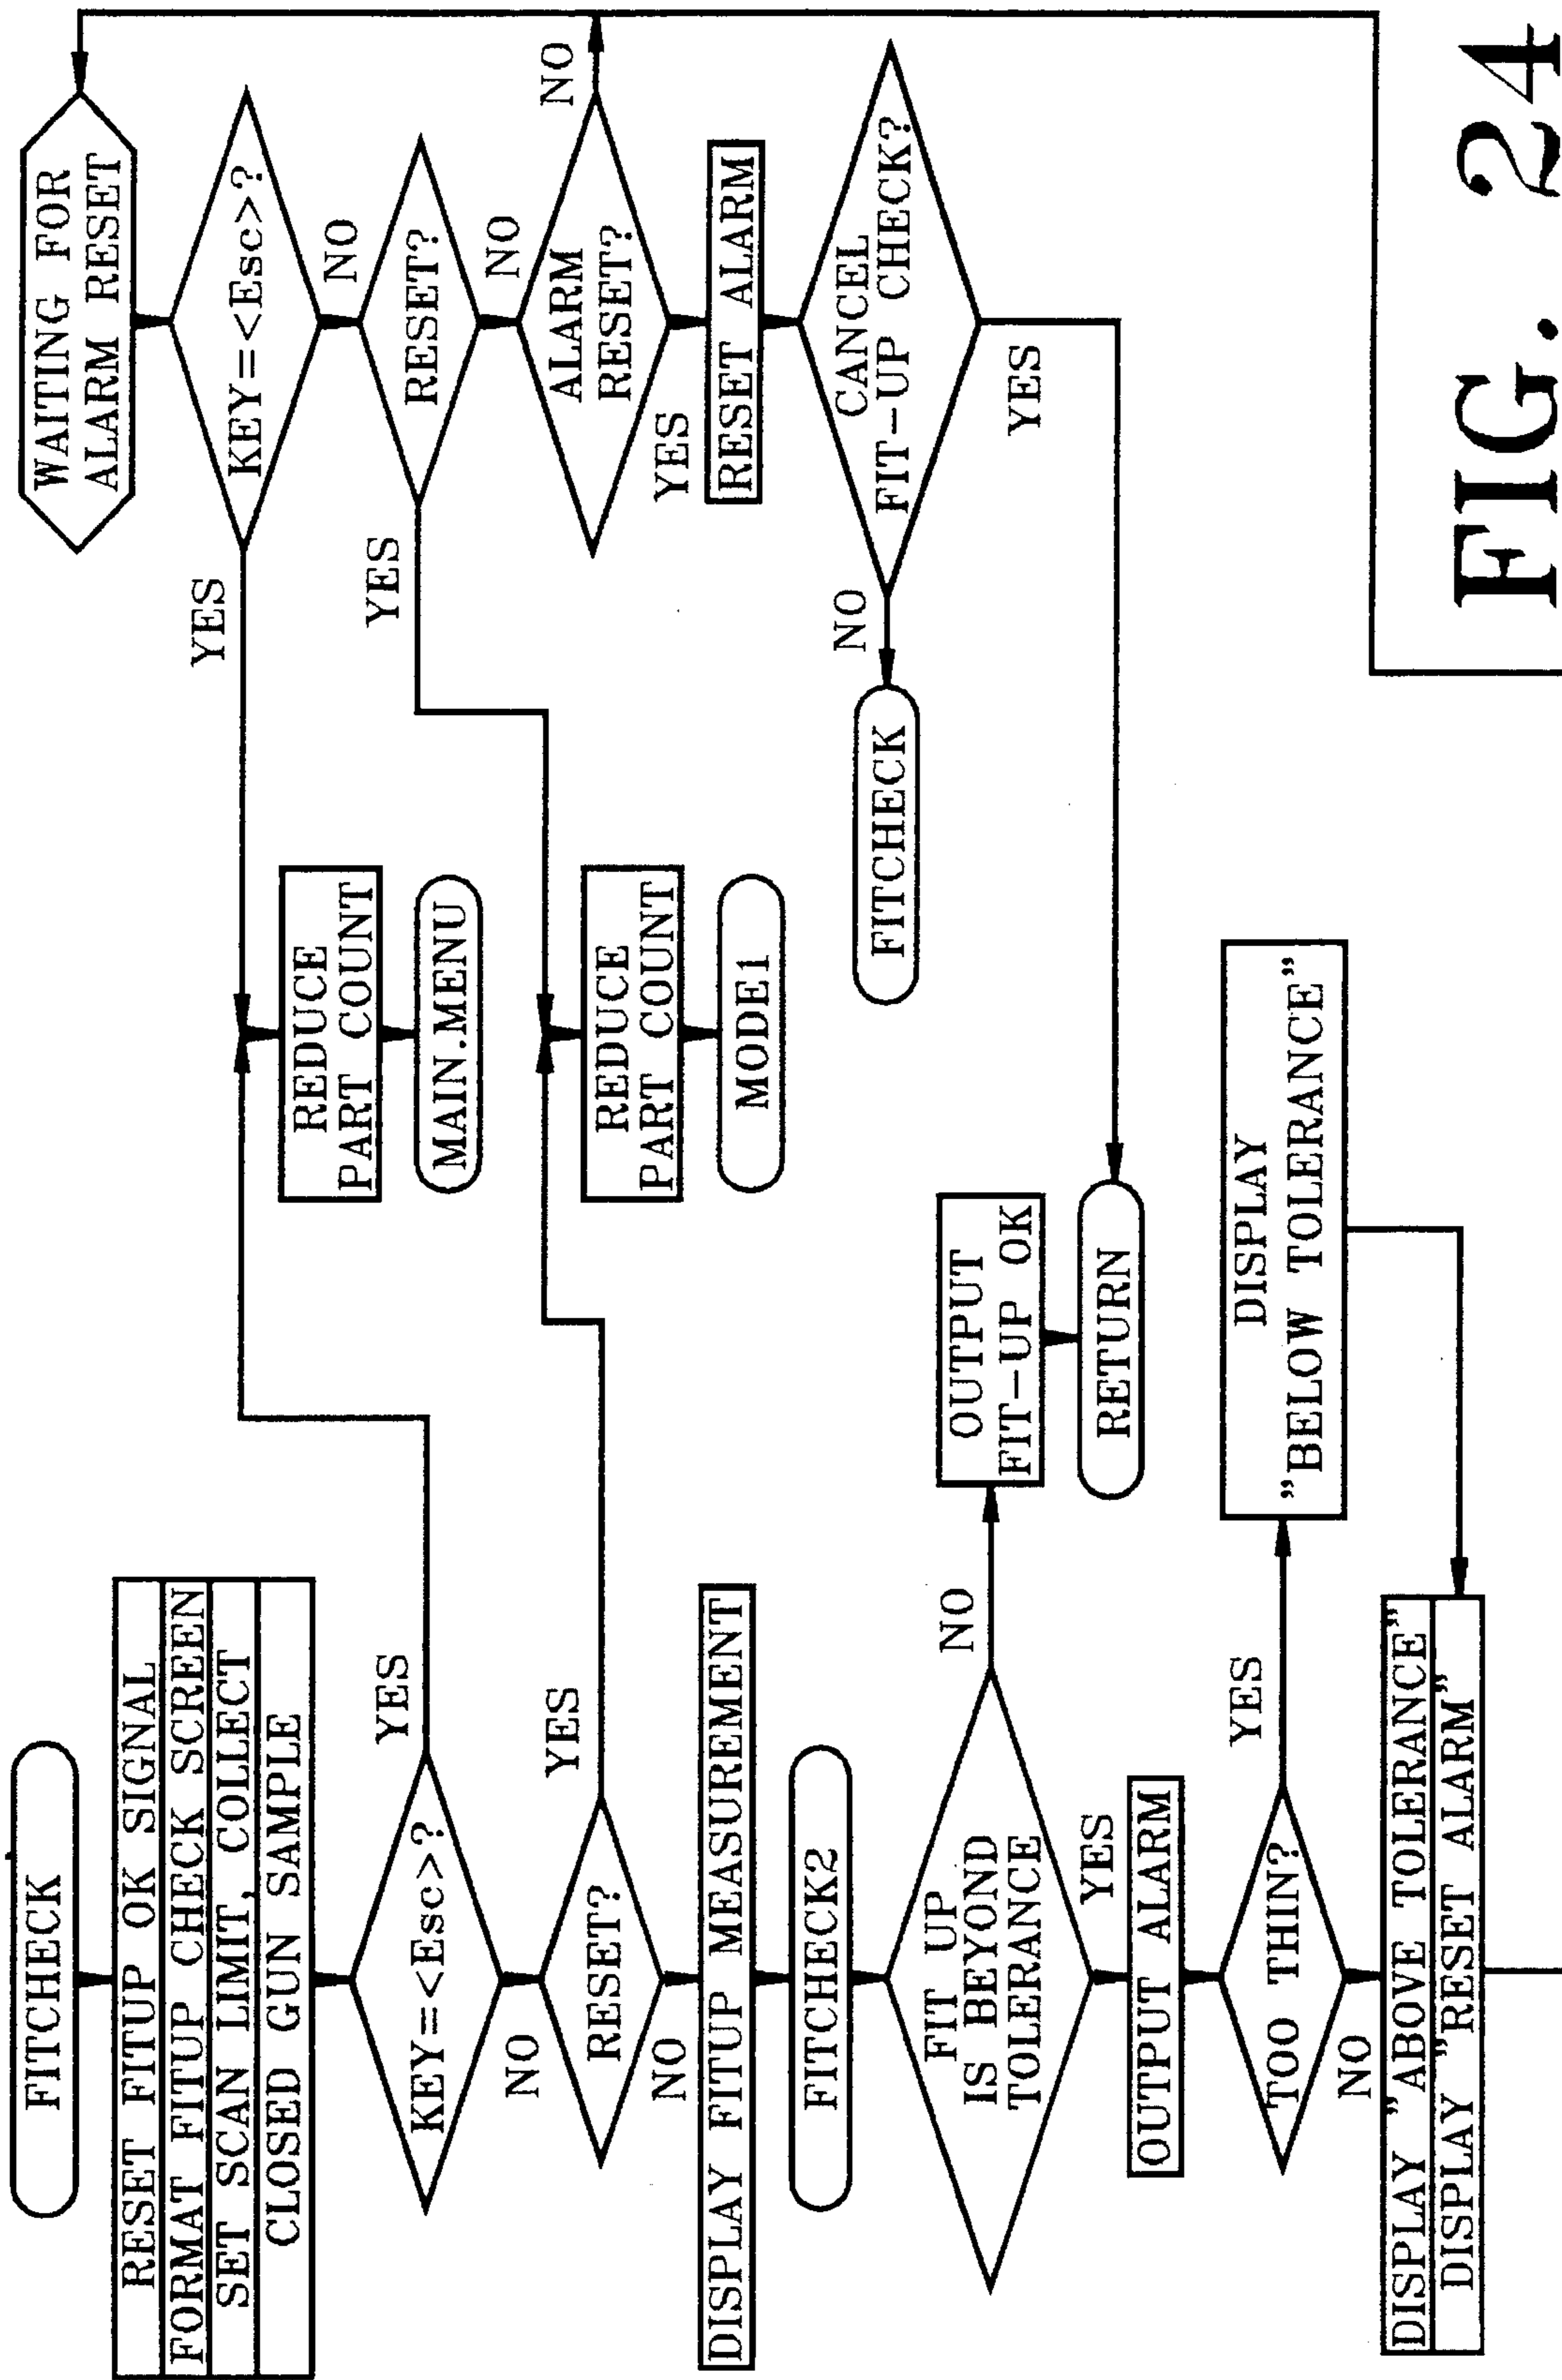 FITCHECK
RESET FITUP OK SIGNAL
FORMAT FITUP CHECK SCREEN
SET SCAN LIMIT, COLLECT
CLOSED GUN SAMPLE
KEY=<Esc>?
YES
NO
RESET?
YES
NO
DISPLAY FITUP MEASUREMENT
FITCHECK2
FIT UP
IS BEYOND
TOLERANCE
NO
YES
OUTPUT ALARM
TOO THIN?
YES
NO
DISPLAY "ABOVE TOLERANCE"
DISPLAY "RESET ALARM"
REDUCE
PART COUNT
MAIN.MENU
REDUCE
PART COUNT
MODE1
OUTPUT
FIT-UP OK
RETURN
DISPLAY
"BELOW TOLERANCE"
WAITING FOR
ALARM RESET
KEY=<Esc>?
YES
NO
RESET?
YES
NO
ALARM
RESET?
NO
YES
RESET ALARM
CANCEL
FIT-UP CHECK?
NO
YES
FITCHECK
FIG. 24